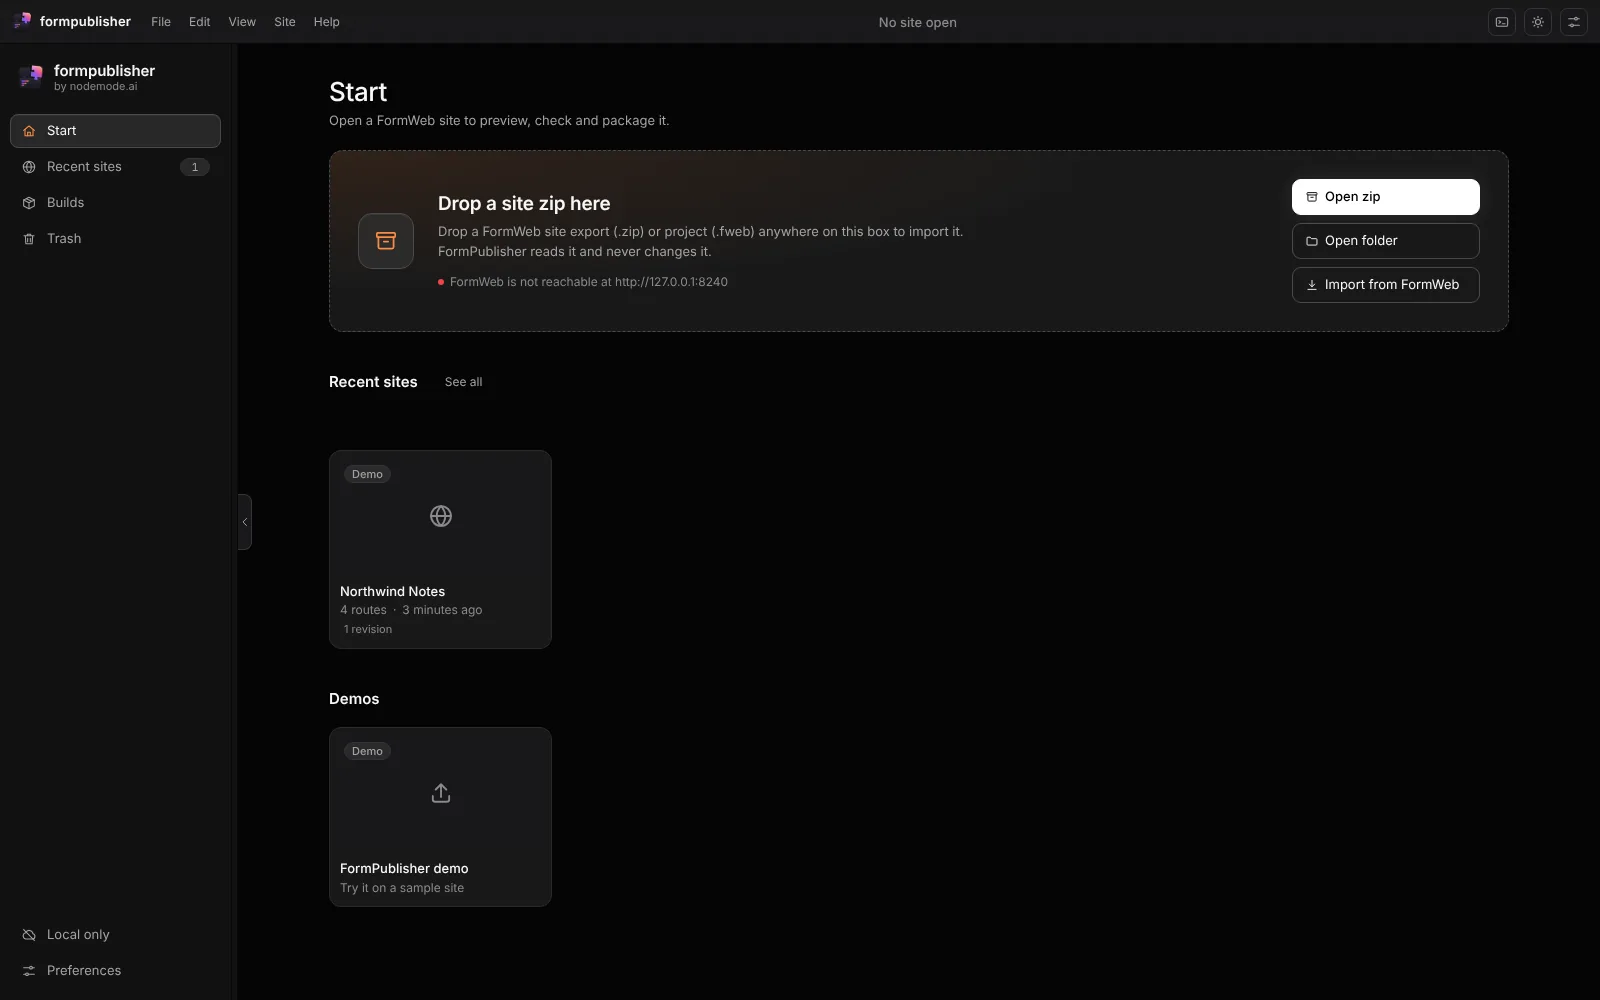 formpublisher
File
Edit
View
Site
Help
No site open
formpublisher
by nodemode.ai
Start
Recent sites
1
Builds
Trash
Local only
Preferences
Start
Open a FormWeb site to preview, check and package it.
Drop a site zip here
Drop a FormWeb site export (.zip) or project (.fweb) anywhere on this box to import it.
FormPublisher reads it and never changes it.
FormWeb is not reachable at http://127.0.0.1:8240
Open zip
Open folder
Import from FormWeb
Recent sites
See all
Demo
Northwind Notes
4 routes · 3 minutes ago
1 revision
Demos
Demo
FormPublisher demo
Try it on a sample site